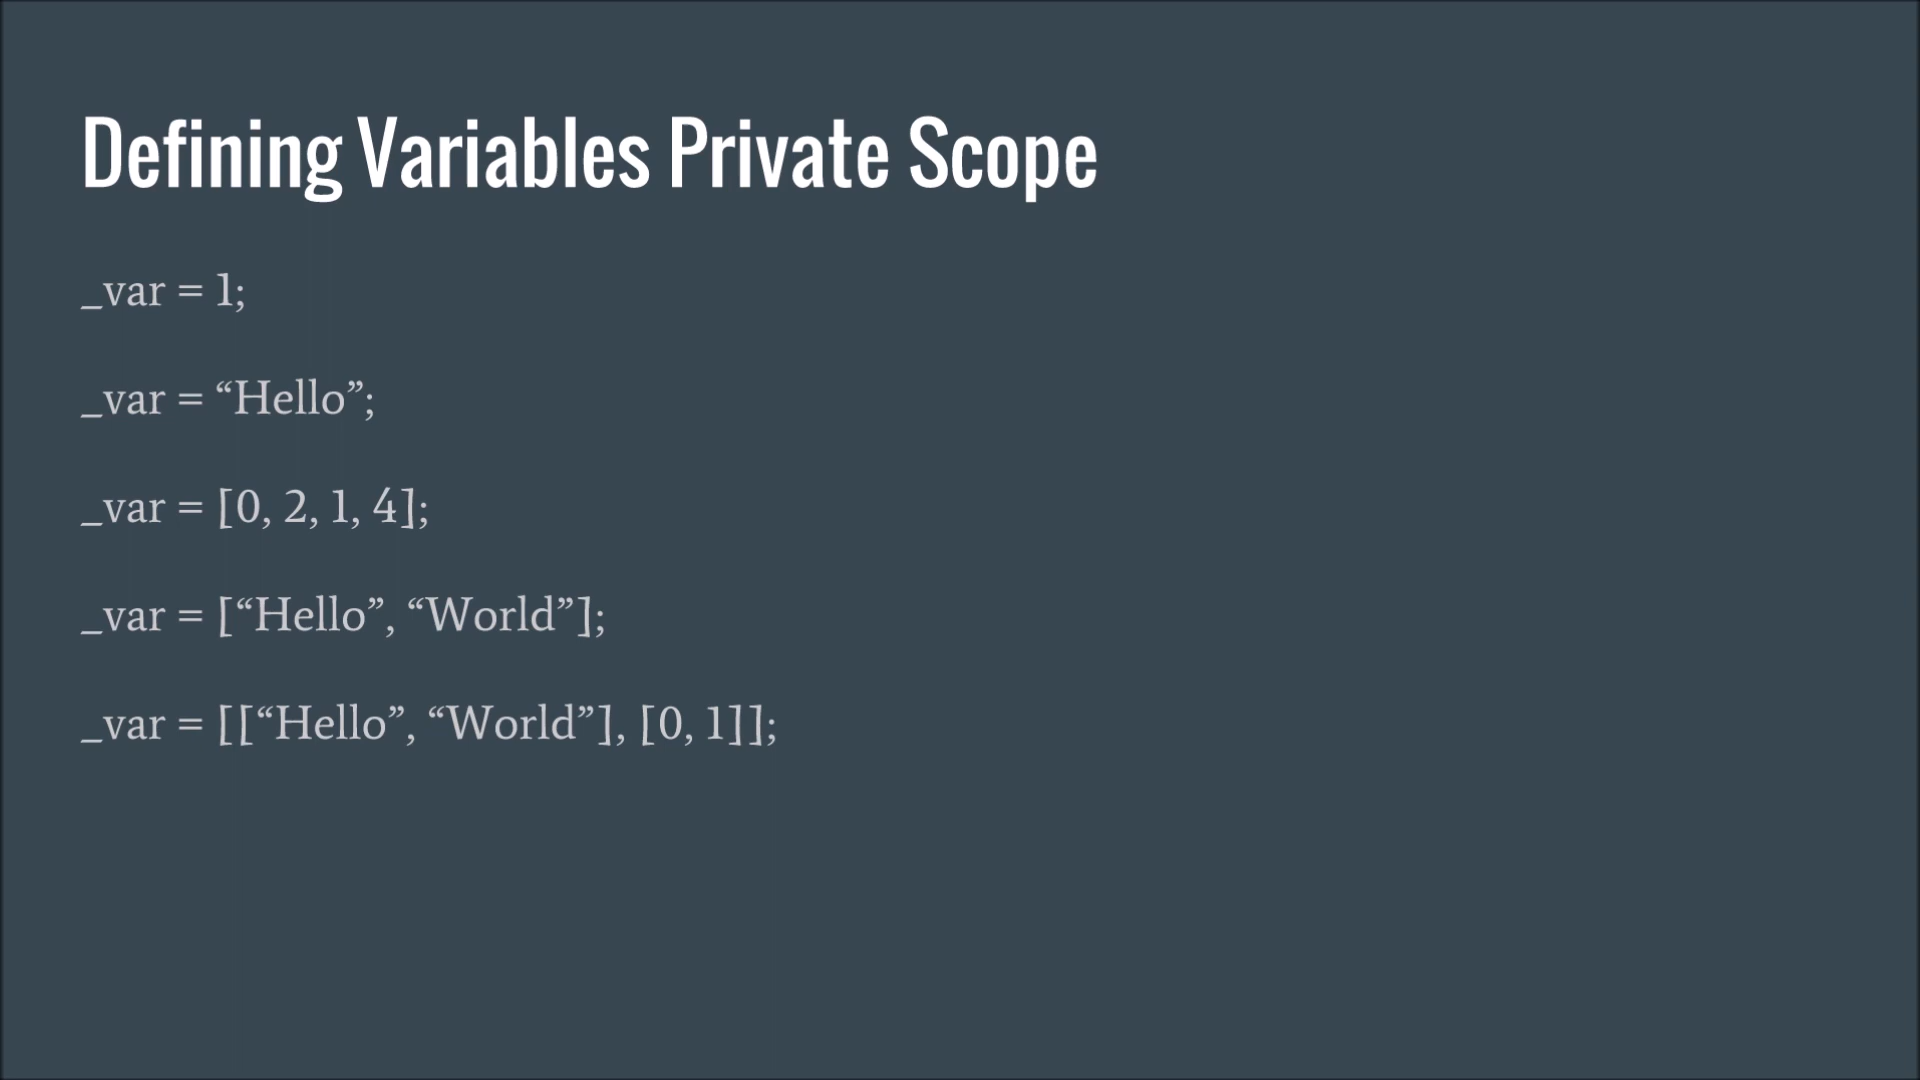 Defining Variables Private Scope
_var = 1;
_var = “Hello”;
_var = [0, 2, 1, 4];
_var = [“Hello”, “World”];
_var = [[“Hello”, “World”], [0, 1]];